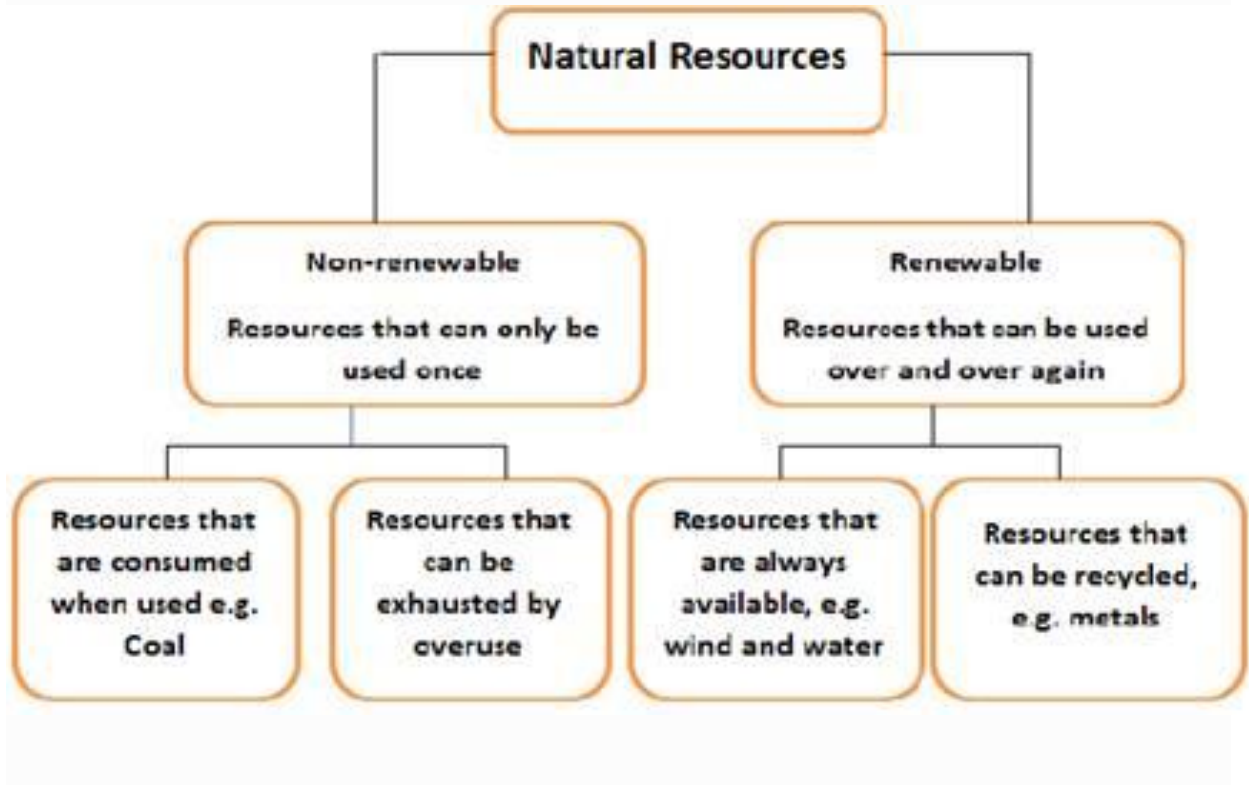 Natural Resources
Non-renewable
Resources that can only be
used once
Renewable
Resources that can be used
over and over again
Resources that
are consumed
when used e.g.
Coal
Resources that
can be
exhausted by
overuse
Resources that
are always
available, e.g.
wind and water
Resources that
can be recycled,
e.g. metals